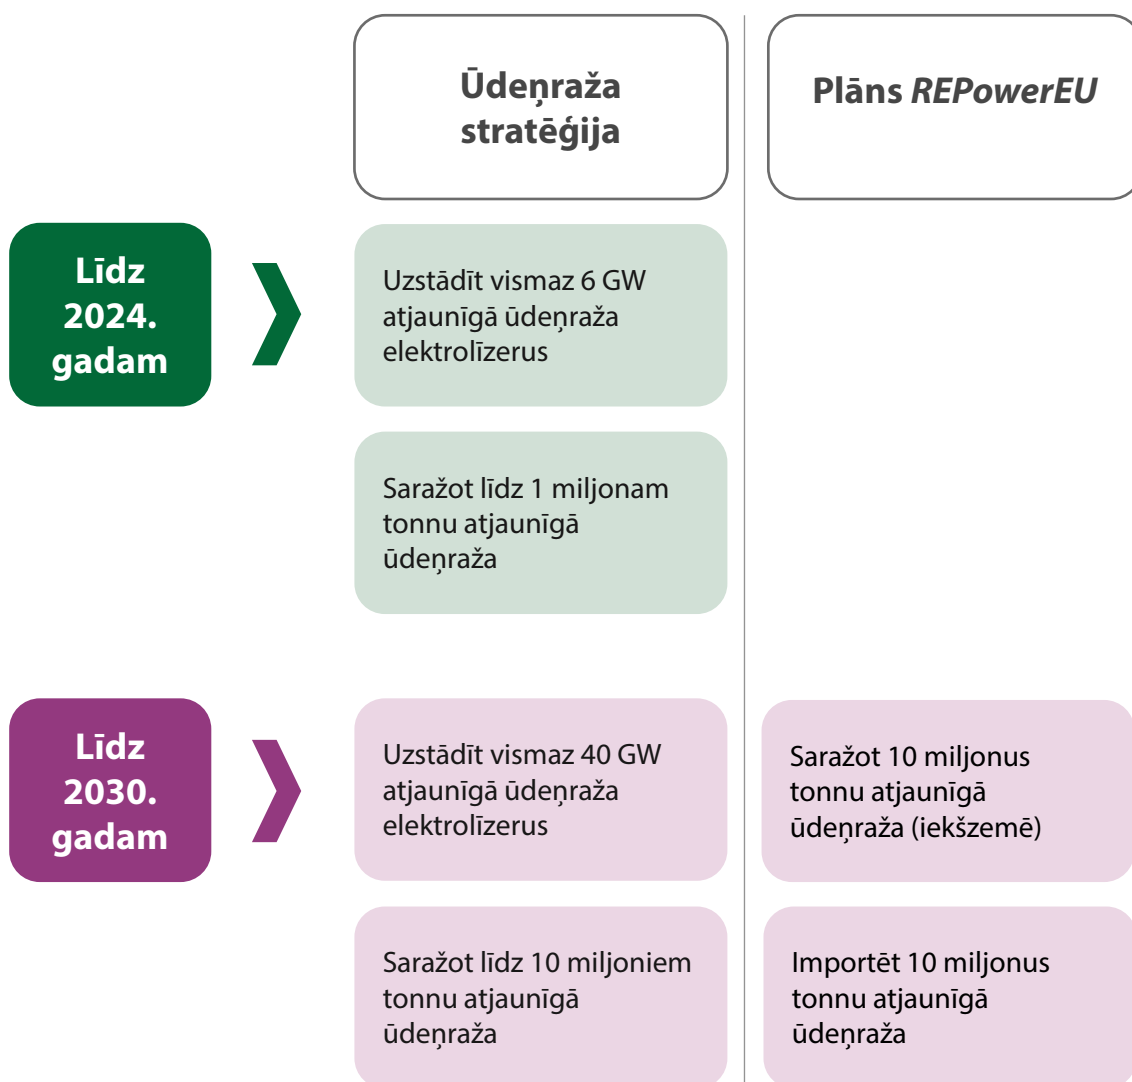 Ūdeņraža
stratēģija
Plāns REPowerEU
Līdz
2024.
gadam
Uzstādīt vismaz 6 GW
atjaunīgā ūdeņraža
elektrolīzerus
Saražot līdz 1 miljonam
tonnu atjaunīgā
ūdeņraža
Līdz
2030.
gadam
Uzstādīt vismaz 40 GW
atjaunīgā ūdeņraža
elektrolīzerus
Saražot 10 miljonus
tonnu atjaunīgā
ūdeņraža (iekšzemē)
Saražot līdz 10 miljoniem
tonnu atjaunīgā
ūdeņraža
Importēt 10 miljonus
tonnu atjaunīgā
ūdeņraža